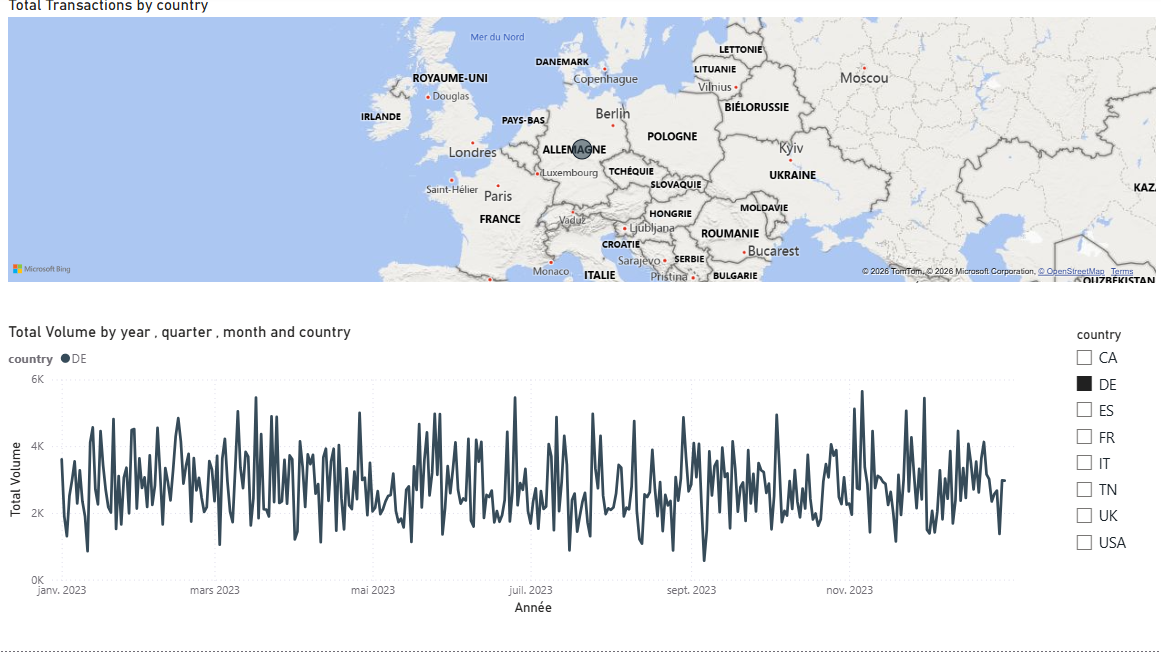 Total Transactions by country
Mer du Nord
LETTONIE
DANEMARK
LITUANIE
ROYAUME-UNI
Copenhague
Moscou
Vilnius
Douglas
BIÉLORUSSIE
IRLANDE
PAYS-BAS
Berlin
POLOGNE
Londres
ALLEMAGNE
Kyiv
Luxembourg
TCHÉQUIE
UKRAINE
Saint-Hélier
Paris
SLOVAQUIE
KAZ
FRANCE
Vaduz
HONGRIE
MOLDAVIE
Ljubljana
ROUMANIE
CROATIE
Bucarest
Sarajevo
SERBIE
Microsoft Bing
Monaco
ITALIE
Pristina
BULGARIE
© 2026 TomTom, © 2026 Microsoft Corporation, © OpenStreetMap Terms
OUZBÉKISTAN
Total Volume by year , quarter , month and country
country DE
country
CA
DE
ES
FR
IT
TN
UK
USA
Total Volume
6K
4K
2K
0K
janv. 2023 mars 2023 mai 2023 juil. 2023 sept. 2023 nov. 2023
Année